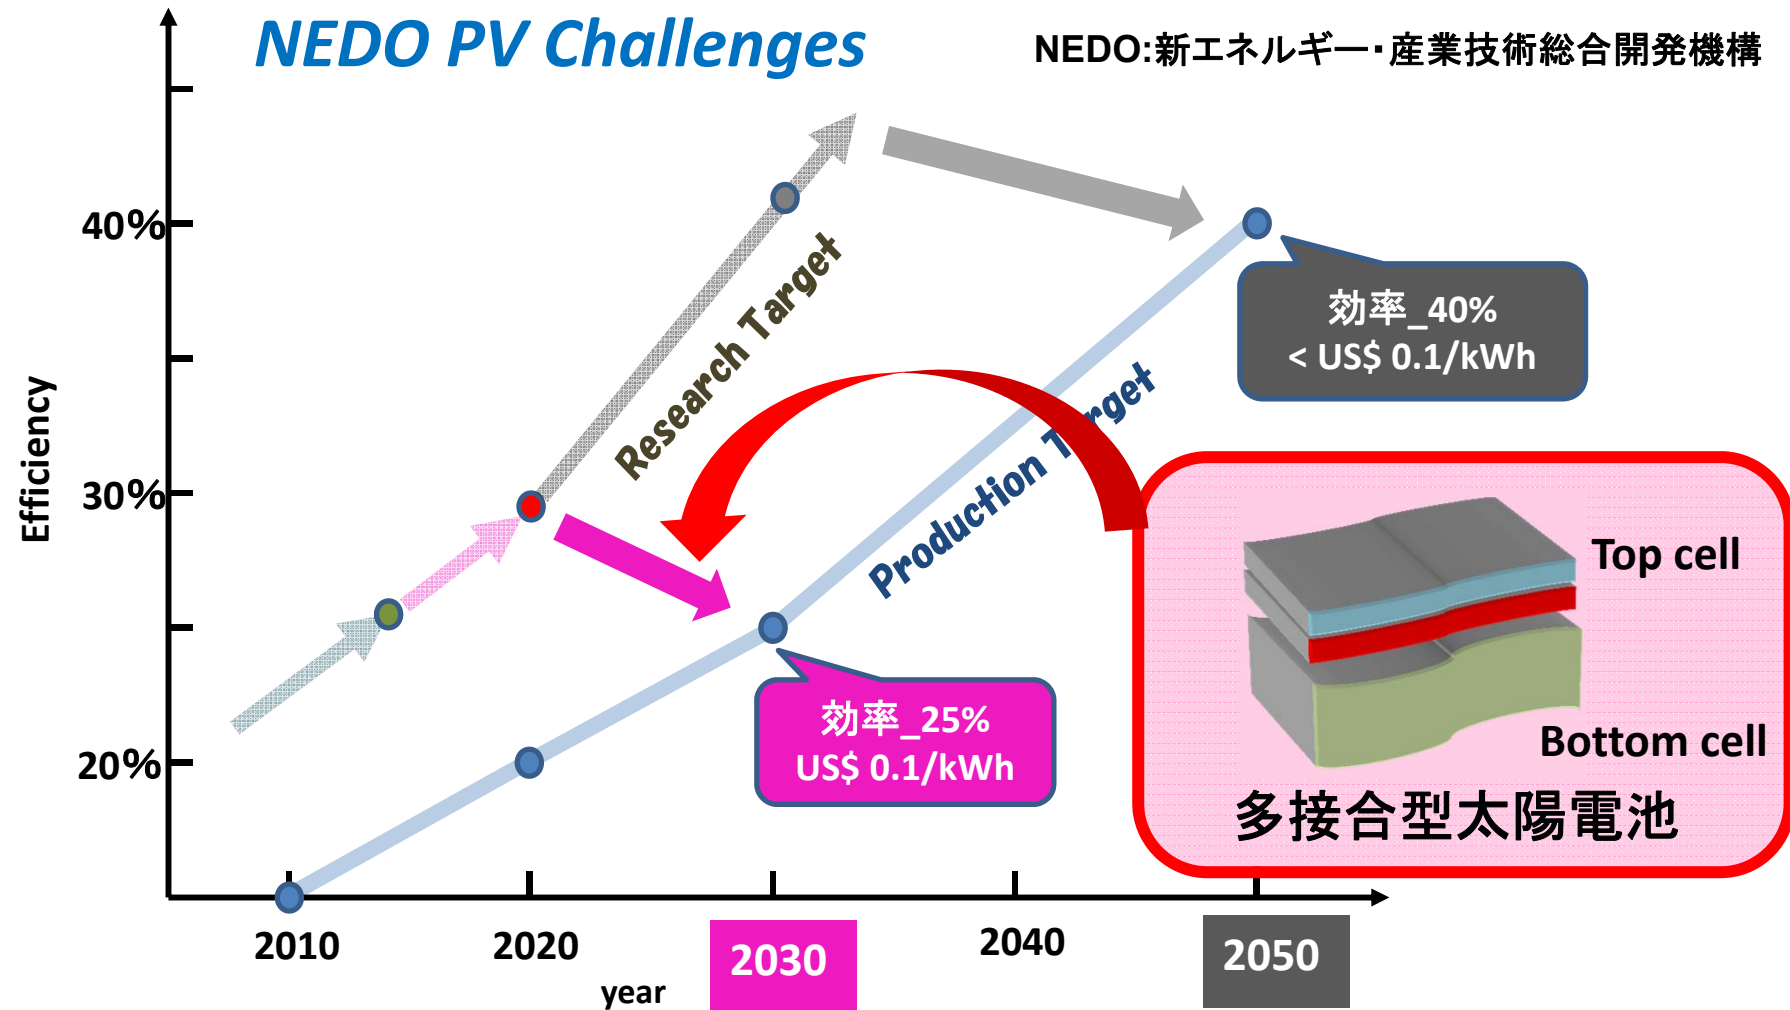 NEDO PV Challenges
NEDO:新エネルギー・産業技術総合開発機構
Efficiency
40%
30%
20%
Research Target
Production Target
効率_40%
< US$ 0.1/kWh
効率_25%
US$ 0.1/kWh
Top cell
Bottom cell
多接合型太陽電池
2010
2020
2030
2040
2050
year